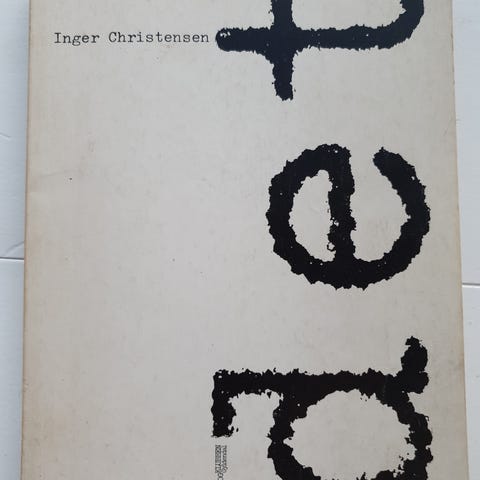 Inger Christensen
det